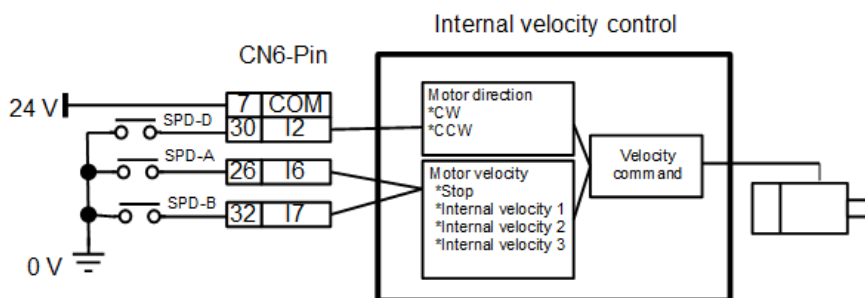 Internal velocity control
CN6-Pin
24 V
7 COM
SPD-D
30 I2
SPD-A
26 I6
SPD-B
32 I7
0 V
Motor direction
*CW
*CCW
Motor velocity
*Stop
*Internal velocity 1
*Internal velocity 2
*Internal velocity 3
Velocity
command